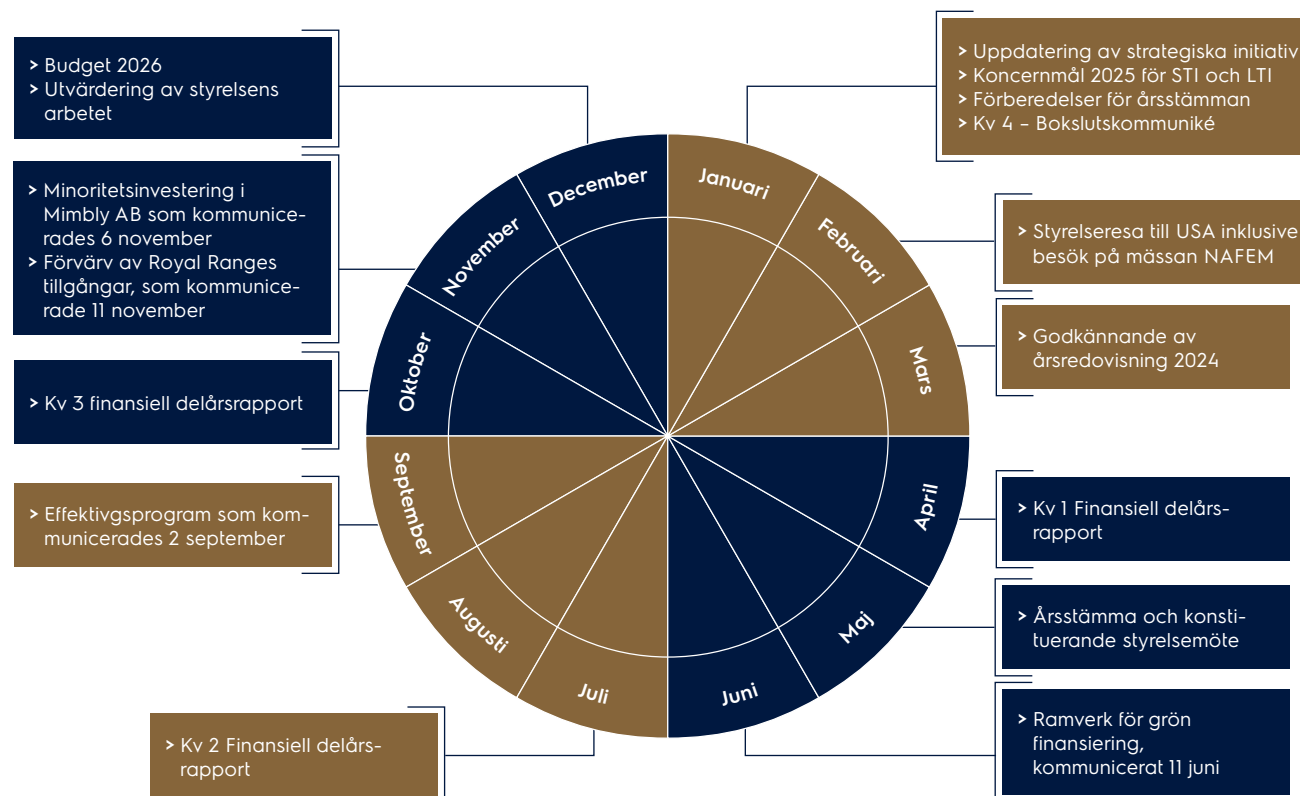 > Budget 2026
> Utvärdering av styrelsens
arbetet
> Minoritetsinvestering i
Mimbly AB som kommunice-
rades 6 november
> Förvärv av Royal Ranges
tillgångar, som kommunice-
rade 11 november
> Kv 3 finansiell delårsrapport
> Effektivgsprogram som kom-
municerades 2 september
> Kv 2 Finansiell delårs-
rapport
Januari
Februari
Mars
April
Maj
Juni
Juli
Augusti
September
Oktober
November
December
> Uppdatering av strategiska initiativ
> Koncernmål 2025 för STI och LTI
> Förberedelser för årsstämman
> Kv 4 – Bokslutskommuniké
> Styrelseresa till USA inklusive
besök på mässan NAFEM
> Godkännande av
årsredovisning 2024
> Kv 1 Finansiell delårs-
rapport
> Årsstämma och konsti-
tuerande styrelsemöte
> Ramverk för grön
finansiering,
kommunicerat 11 juni